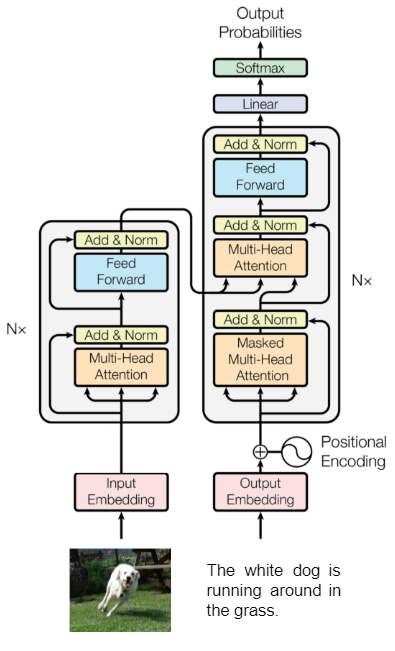 Output
Probabilities
Softmax
Linear
Add & Norm
Feed
Forward
Add & Norm
Multi-Head
Attention
Add & Norm
Masked
Multi-Head
Attention
N×
Add & Norm
Feed
Forward
N×
Add & Norm
Multi-Head
Attention
Positional
Encoding
Input
Embedding
Output
Embedding
The white dog is
running around in
the grass.